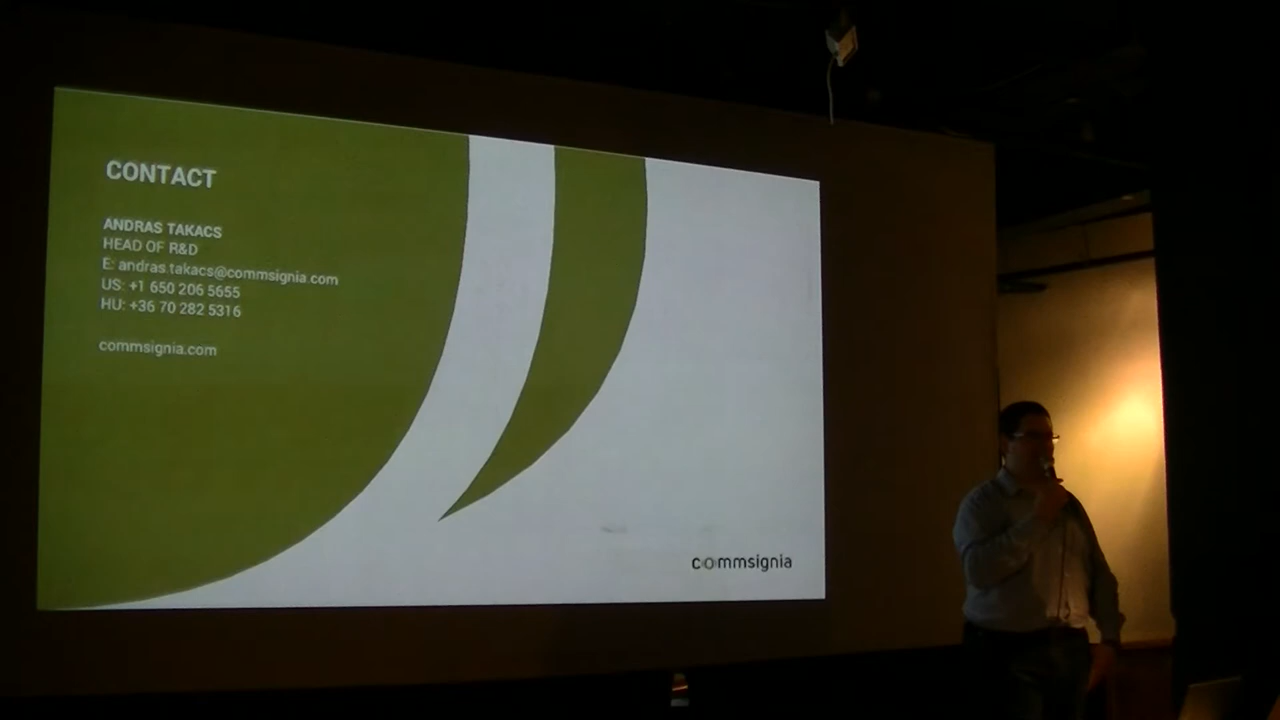 CONTACT
ANDRAS TAKACS
HEAD OF R&D
E: andras.takacs@commsignia.com
US: +1 650 206 5655
HU: +36 70 282 5316
commsignia.com
commsignia